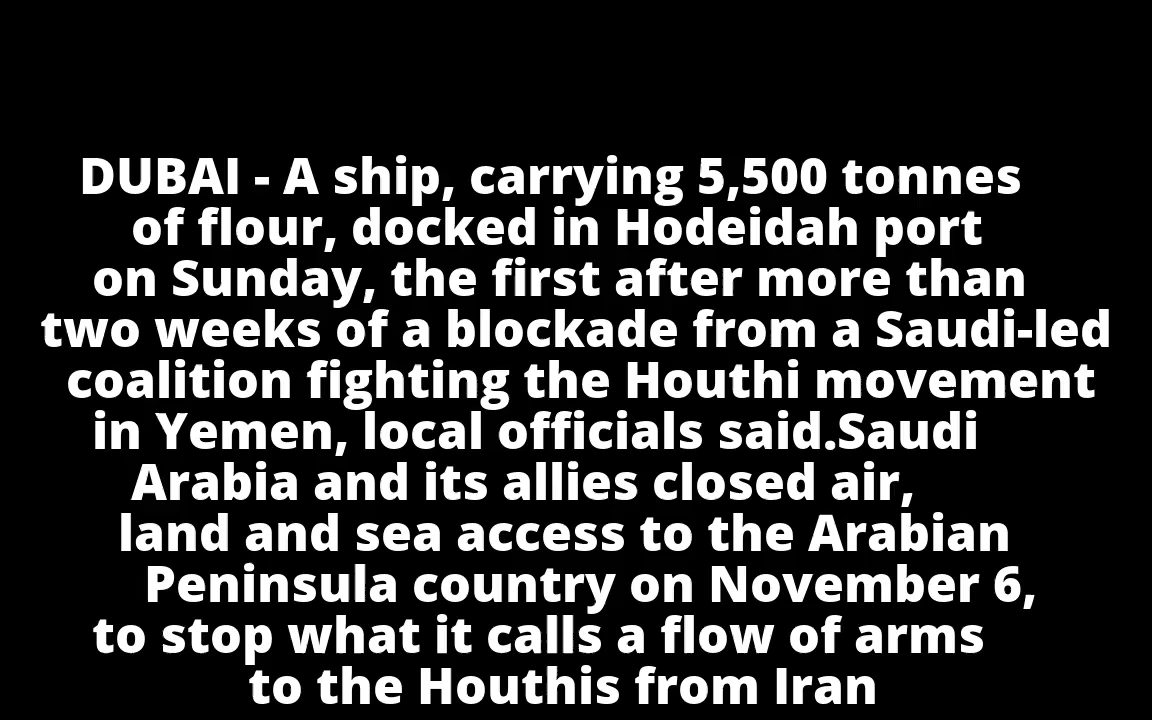 DUBAI - A ship, carrying 5,500 tonnes
of flour, docked in Hodeidah port
on Sunday, the first after more than
two weeks of a blockade from a Saudi-led
coalition fighting the Houthi movement
in Yemen, local officials said.Saudi
Arabia and its allies closed air,
land and sea access to the Arabian
Peninsula country on November 6,
to stop what it calls a flow of arms
to the Houthis from Iran